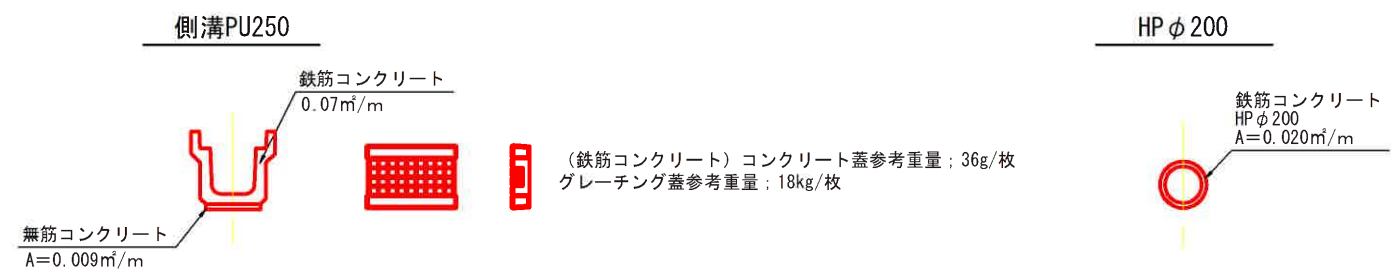 側溝PU250
鉄筋コンクリート
0.07㎡/m
無筋コンクリート
A=0.009㎡/m
（鉄筋コンクリート）コンクリート蓋参考重量；36g/枚
グレーチング蓋参考重量；18kg/枚
HPφ200
鉄筋コンクリート
HPφ200
A=0.020㎡/m